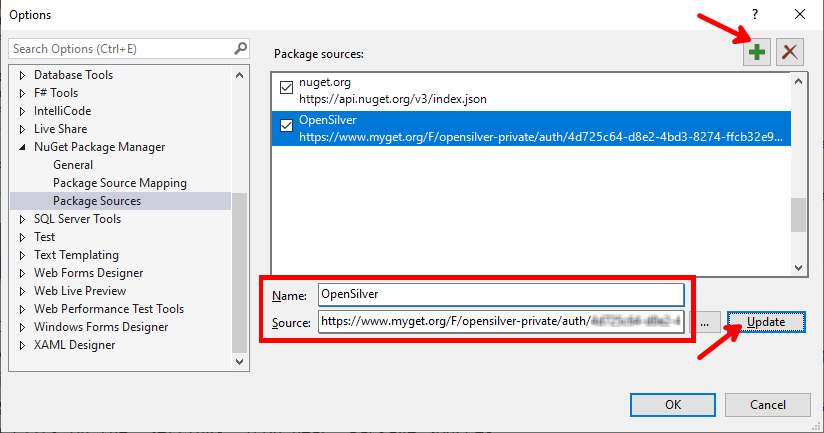 Options
Search Options (Ctrl+E)
Database Tools
F# Tools
IntelliCode
Live Share
NuGet Package Manager
General
Package Source Mapping
Package Sources
SQL Server Tools
Test
Text Templating
Web Forms Designer
Web Live Preview
Web Performance Test Tools
Windows Forms Designer
XAML Designer
Package sources:
nuget.org
https://api.nuget.org/v3/index.json
OpenSilver
https://www.myget.org/F/opensilver-private/auth/4d725c64-d8e2-4bd3-8274-ffcb32e9...
Name: OpenSilver
Source: https://www.myget.org/F/opensilver-private/auth/
... Update
OK Cancel